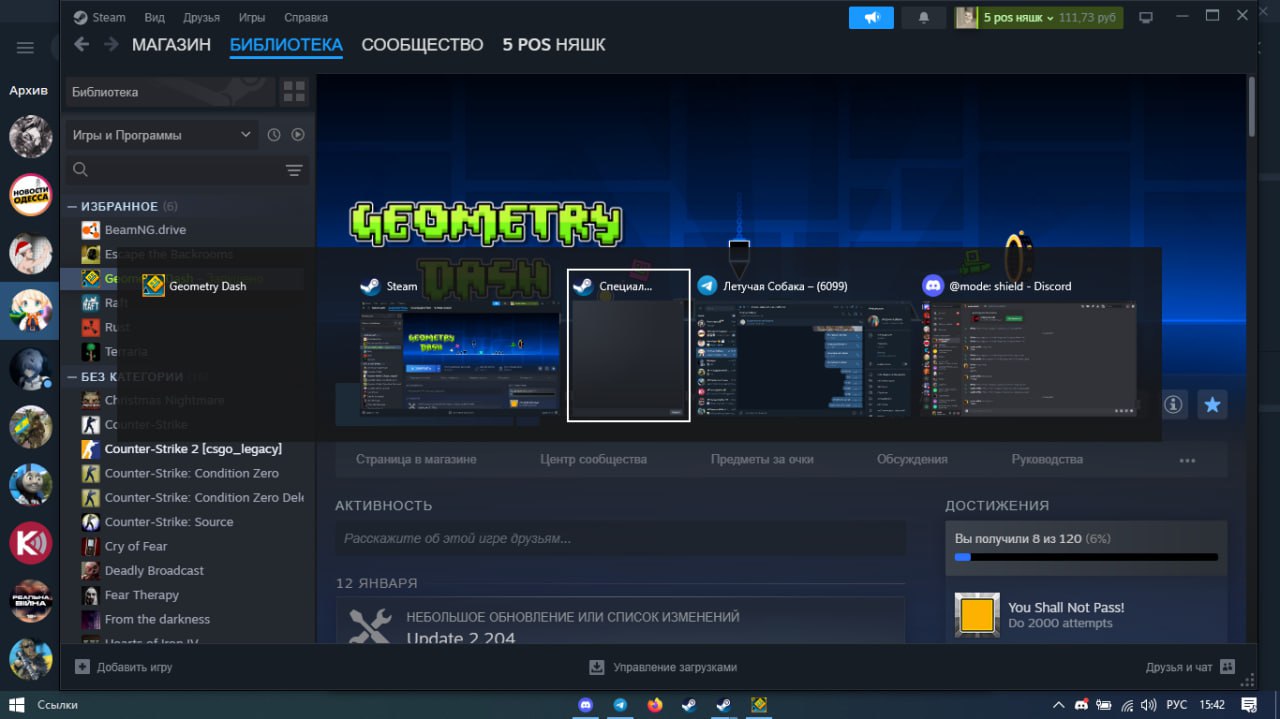 Steam Вид Друзья Игры Справка
5 pos няшк 111,73 руб
МАГАЗИН БИБЛИОТЕКА СООБЩЕСТВО 5 POS НЯШК
Архив
НОВОСТИ
ОДЕССА
РЕАЛЬНА
ВІЙНА
Библиотека
Игры и Программы
— ИЗБРАННОЕ (6)
BeamNG.drive
Escape the Backrooms
Geometry Dash
Raft
Rust
Terraria
— БЕЗ КАТЕГОРИИ
Christmas Nightmare
Counter-Strike
Counter-Strike 2 [csgo_legacy]
Counter-Strike: Condition Zero
Counter-Strike: Condition Zero Dele
Counter-Strike: Source
Cry of Fear
Deadly Broadcast
Fear Therapy
From the darkness
Hearts of Iron IV
GEOMETRY
DASH
Geometry Dash
Steam
Специал...
Летучая Собака – (6099)
@mode: shield - Discord
GEOMETRY
DASH
Страница в магазине Центр сообщества Предметы за очки Обсуждения Руководства
АКТИВНОСТЬ
Расскажите об этой игре друзьям...
12 ЯНВАРЯ
НЕБОЛЬШОЕ ОБНОВЛЕНИЕ ИЛИ СПИСОК ИЗМЕНЕНИЙ
Update 2.204
ДОСТИЖЕНИЯ
Вы получили 8 из 120 (6%)
You Shall Not Pass!
Do 2000 attempts
Добавить игру
Управление загрузками
Друзья и чат
Ссылки
РУС 15:42